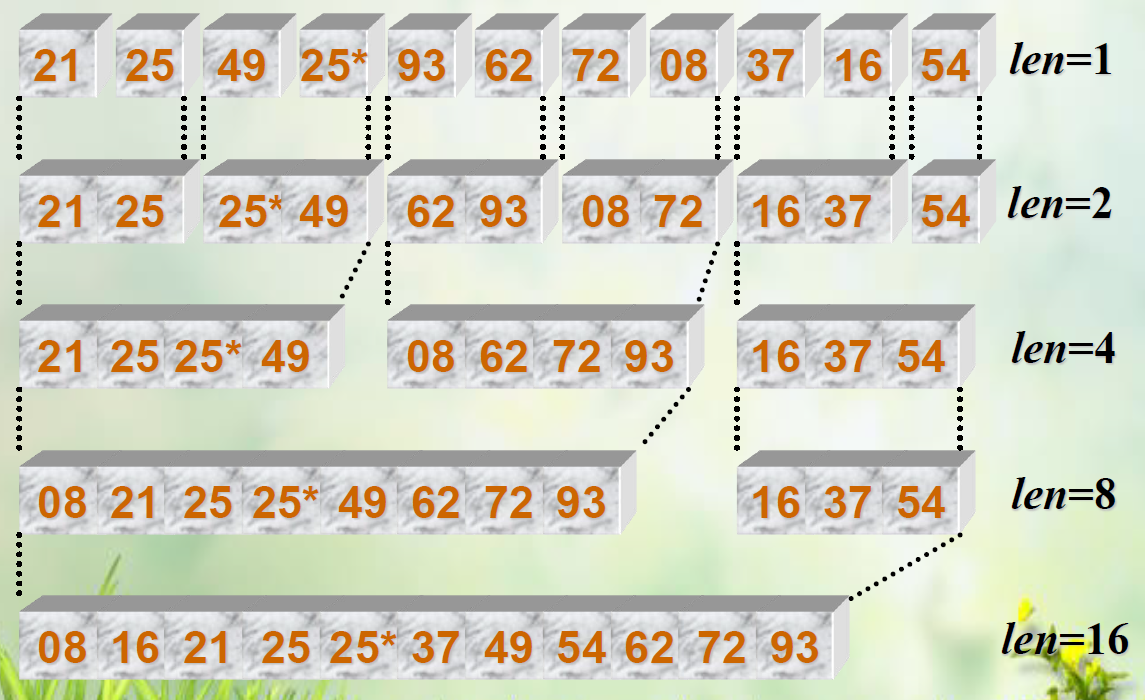 21 25 49 25* 93 62 72 08 37 16 54 len=1
21 25 25* 49 62 93 08 72 16 37 54 len=2
21 25 25* 49 08 62 72 93 16 37 54 len=4
08 21 25 25* 49 62 72 93 16 37 54 len=8
08 16 21 25 25* 37 49 54 62 72 93 len=16